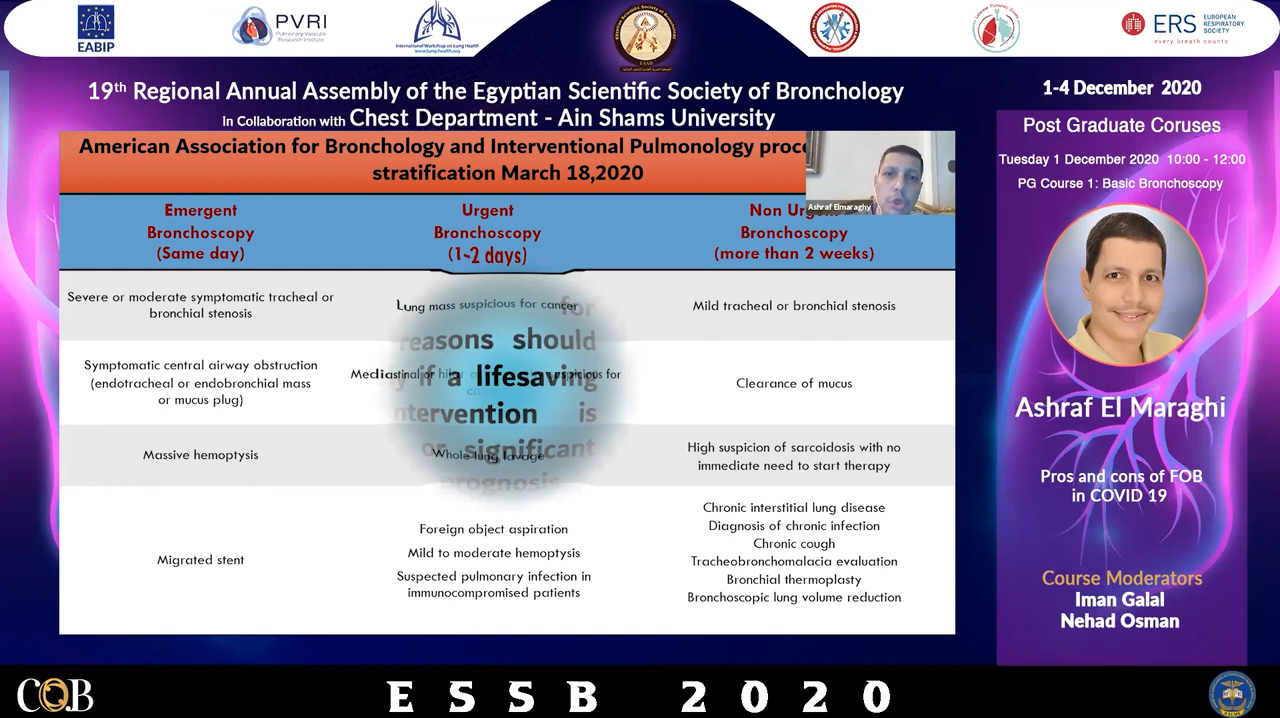 EABIP
PVRI
Pulmonary Vascular
Research Institute
International Workshop on Lung Health
www.lung-health.org
ESSB
ERS
EUROPEAN
RESPIRATORY
SOCIETY
every breath counts
19th Regional Annual Assembly of the Egyptian Scientific Society of Bronchology
in Collaboration with Chest Department - Ain Shams University
1-4 December 2020
Post Graduate Coruses
Tuesday 1 December 2020 10:00 - 12:00
PG Course 1: Basic Bronchoscopy
Ashraf El Maraghi
Pros and cons of FOB
in COVID 19
Course Moderators
Iman Galal
Nehad Osman
American Association for Bronchology and Interventional Pulmonology
stratification March 18,2020
Ashraf Elmaraghy
Emergent
Bronchoscopy
(Same day)
Urgent
Bronchoscopy
(1-2 days)
Non
Bronchoscopy
(more than 2 weeks)
Severe or moderate symptomatic tracheal or
bronchial stenosis
Lung mass suspicious for cancer
Mild tracheal or bronchial stenosis
Symptomatic central airway obstruction
(endotracheal or endobronchial mass
or mucus plug)
Mediastinal or suspicious for
Clearance of mucus
Massive hemoptysis
Whole lung lavage
High suspicion of sarcoidosis with no
immediate need to start therapy
Migrated stent
Foreign object aspiration
Mild to moderate hemoptysis
Suspected pulmonary infection in
immunocompromised patients
Chronic interstitial lung disease
Diagnosis of chronic infection
Chronic cough
Tracheobronchomalacia evaluation
Bronchial thermoplasty
Bronchoscopic lung volume reduction
for
reasons should
if a lifesaving
intervention is
or significant
prognosis
COB
ESSB 2020